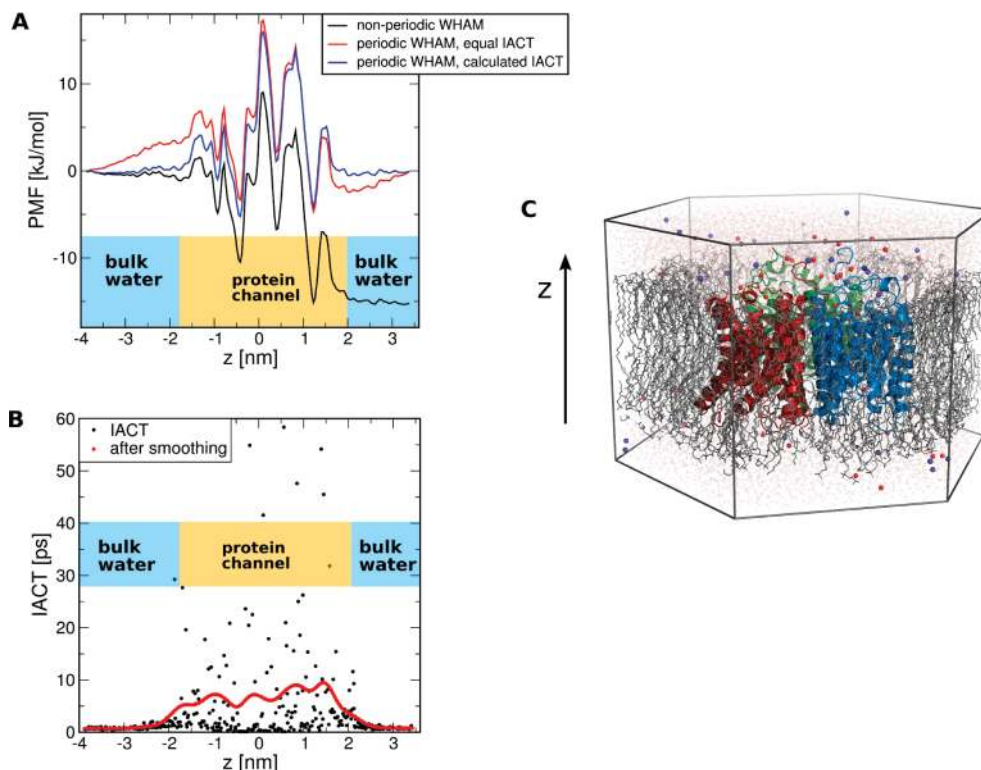 A
non-periodic WHAM
periodic WHAM, equal IACT
periodic WHAM, calculated IACT
PMF [kJ/mol]
10
0
-10
bulk
water
protein
channel
bulk
water
-4 -3 -2 -1 0 1 2 3
z [nm]
B
IACT
after smoothing
IACT [ps]
60
50
40
30
20
10
0
bulk
water
protein
channel
bulk
water
-4 -3 -2 -1 0 1 2 3
z [nm]
C
z